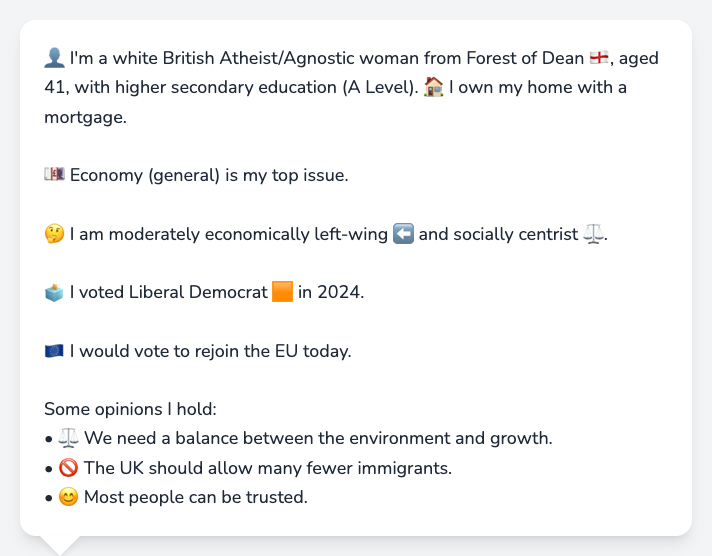 👤 I'm a white British Atheist/Agnostic woman from Forest of Dean 🏴󠁧󠁢󠁥󠁮󠁧󠁿, aged
41, with higher secondary education (A Level). 🏠 I own my home with a
mortgage.
💷 Economy (general) is my top issue.
🤔 I am moderately economically left-wing ⬅️ and socially centrist ⚖️.
🗳️ I voted Liberal Democrat 🟧 in 2024.
🇪🇺 I would vote to rejoin the EU today.
Some opinions I hold:
• ⚖️ We need a balance between the environment and growth.
• 🚫 The UK should allow many fewer immigrants.
• 😊 Most people can be trusted.